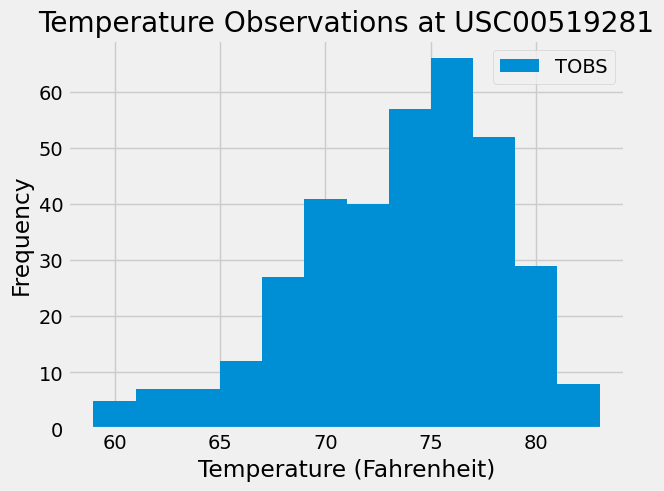 Temperature Observations at USC00519281
TOBS
Frequency
60
50
40
30
20
10
0
60 65 70 75 80
Temperature (Fahrenheit)